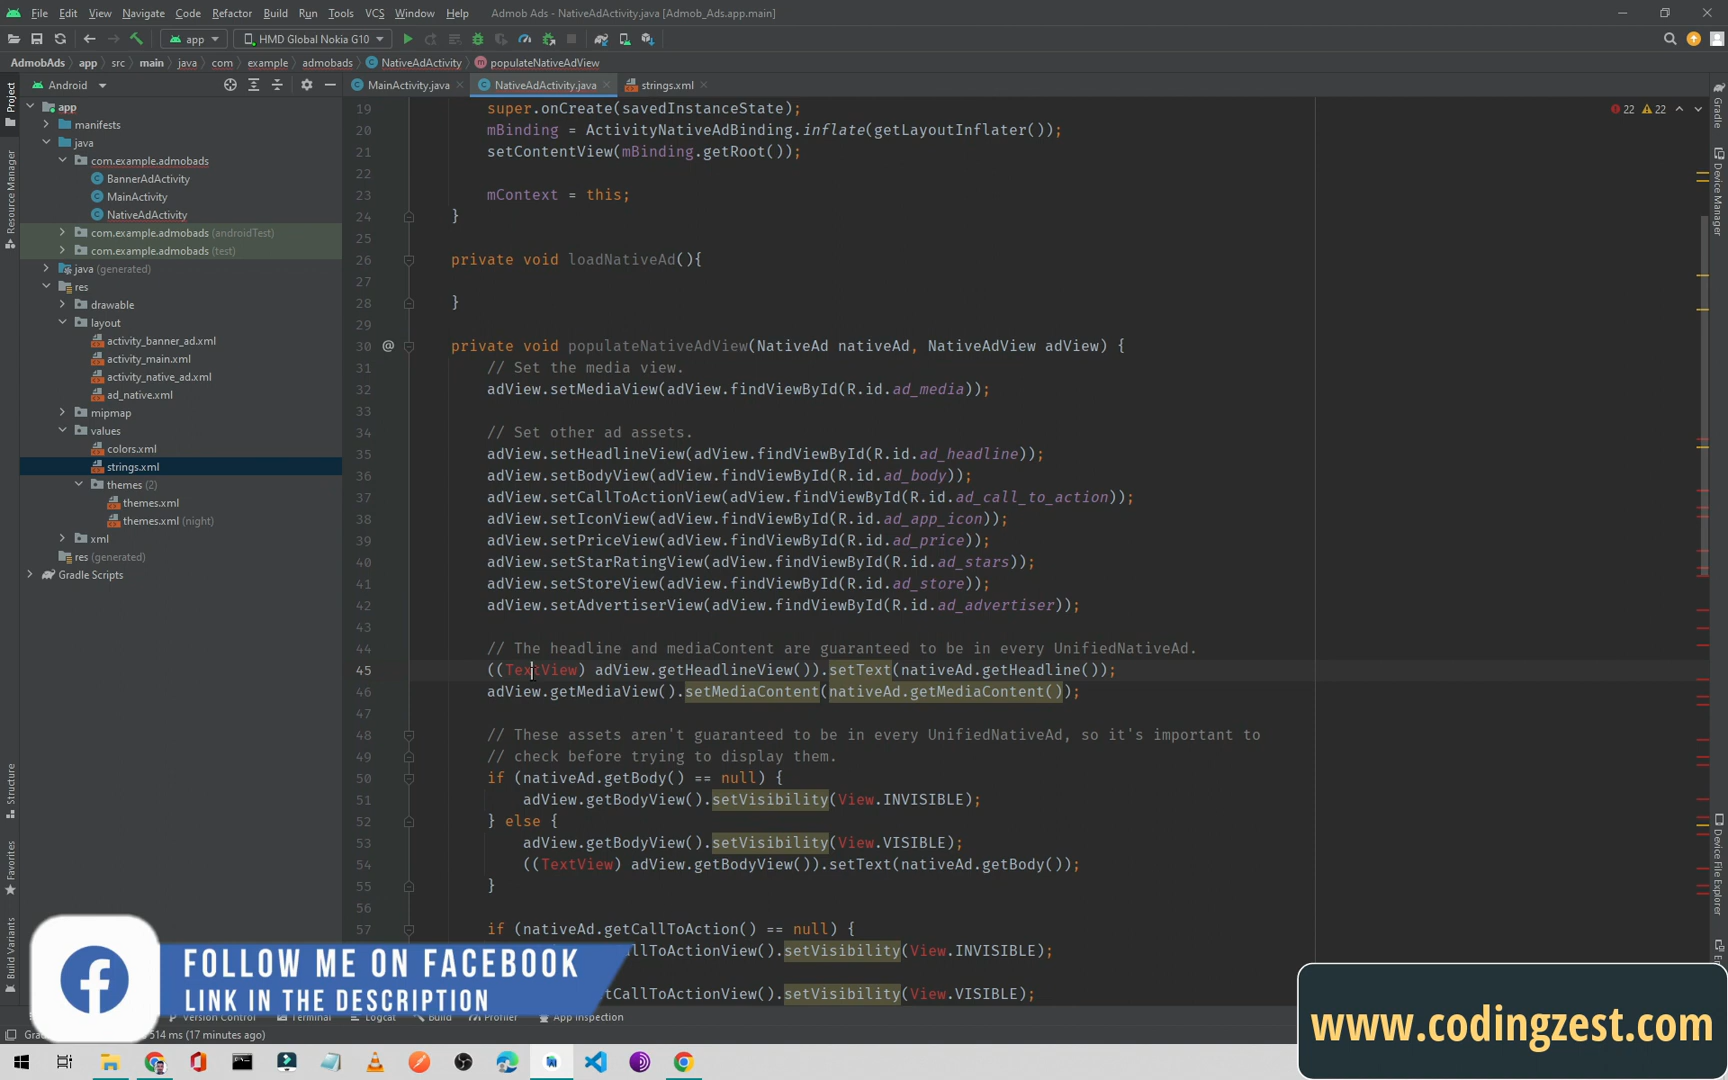 File Edit View Navigate Code Refactor Build Run Tools VCS Window Help Admob Ads - NativeAdActivity.java [Admob_Ads.app.main]
app HMD Global Nokia G10
AdmobAds app src main java com example admobads NativeAdActivity populateNativeAdView
Android MainActivity.java NativeAdActivity.java strings.xml
Project
Resource Manager
Structure
Favorites
Build Variants
app
manifests
java
com.example.admobads
BannerAdActivity
MainActivity
NativeAdActivity
com.example.admobads (androidTest)
com.example.admobads (test)
java (generated)
res
drawable
layout
activity_banner_ad.xml
activity_main.xml
activity_native_ad.xml
ad_native.xml
mipmap
values
colors.xml
strings.xml
themes (2)
themes.xml
themes.xml (night)
xml
res (generated)
Gradle Scripts
22 22
19 super.onCreate(savedInstanceState);
20 mBinding = ActivityNativeAdBinding.inflate(getLayoutInflater());
21 setContentView(mBinding.getRoot());
22
23 mContext = this;
24 }
25
26 private void loadNativeAd(){
27
28 }
29
30 @ private void populateNativeAdView(NativeAd nativeAd, NativeAdView adView) {
31 // Set the media view.
32 adView.setMediaView(adView.findViewById(R.id.ad_media));
33
34 // Set other ad assets.
35 adView.setHeadlineView(adView.findViewById(R.id.ad_headline));
36 adView.setBodyView(adView.findViewById(R.id.ad_body));
37 adView.setCallToActionView(adView.findViewById(R.id.ad_call_to_action));
38 adView.setIconView(adView.findViewById(R.id.ad_app_icon));
39 adView.setPriceView(adView.findViewById(R.id.ad_price));
40 adView.setStarRatingView(adView.findViewById(R.id.ad_stars));
41 adView.setStoreView(adView.findViewById(R.id.ad_store));
42 adView.setAdvertiserView(adView.findViewById(R.id.ad_advertiser));
43
44 // The headline and mediaContent are guaranteed to be in every UnifiedNativeAd.
45 ((TextView) adView.getHeadlineView()).setText(nativeAd.getHeadline());
46 adView.getMediaView().setMediaContent(nativeAd.getMediaContent());
47
48 // These assets aren't guaranteed to be in every UnifiedNativeAd, so it's important to
49 // check before trying to display them.
50 if (nativeAd.getBody() == null) {
51 adView.getBodyView().setVisibility(View.INVISIBLE);
52 } else {
53 adView.getBodyView().setVisibility(View.VISIBLE);
54 ((TextView) adView.getBodyView()).setText(nativeAd.getBody());
55 }
56
57 if (nativeAd.getCallToAction() == null) {
CallToActionView().setVisibility(View.INVISIBLE);
CallToActionView().setVisibility(View.VISIBLE);
Gradle
Device Manager
Device File Explorer
FOLLOW ME ON FACEBOOK
LINK IN THE DESCRIPTION
Version Control Terminal Logcat Build Profiler App Inspection
514 ms (17 minutes ago)
www.codingzest.com